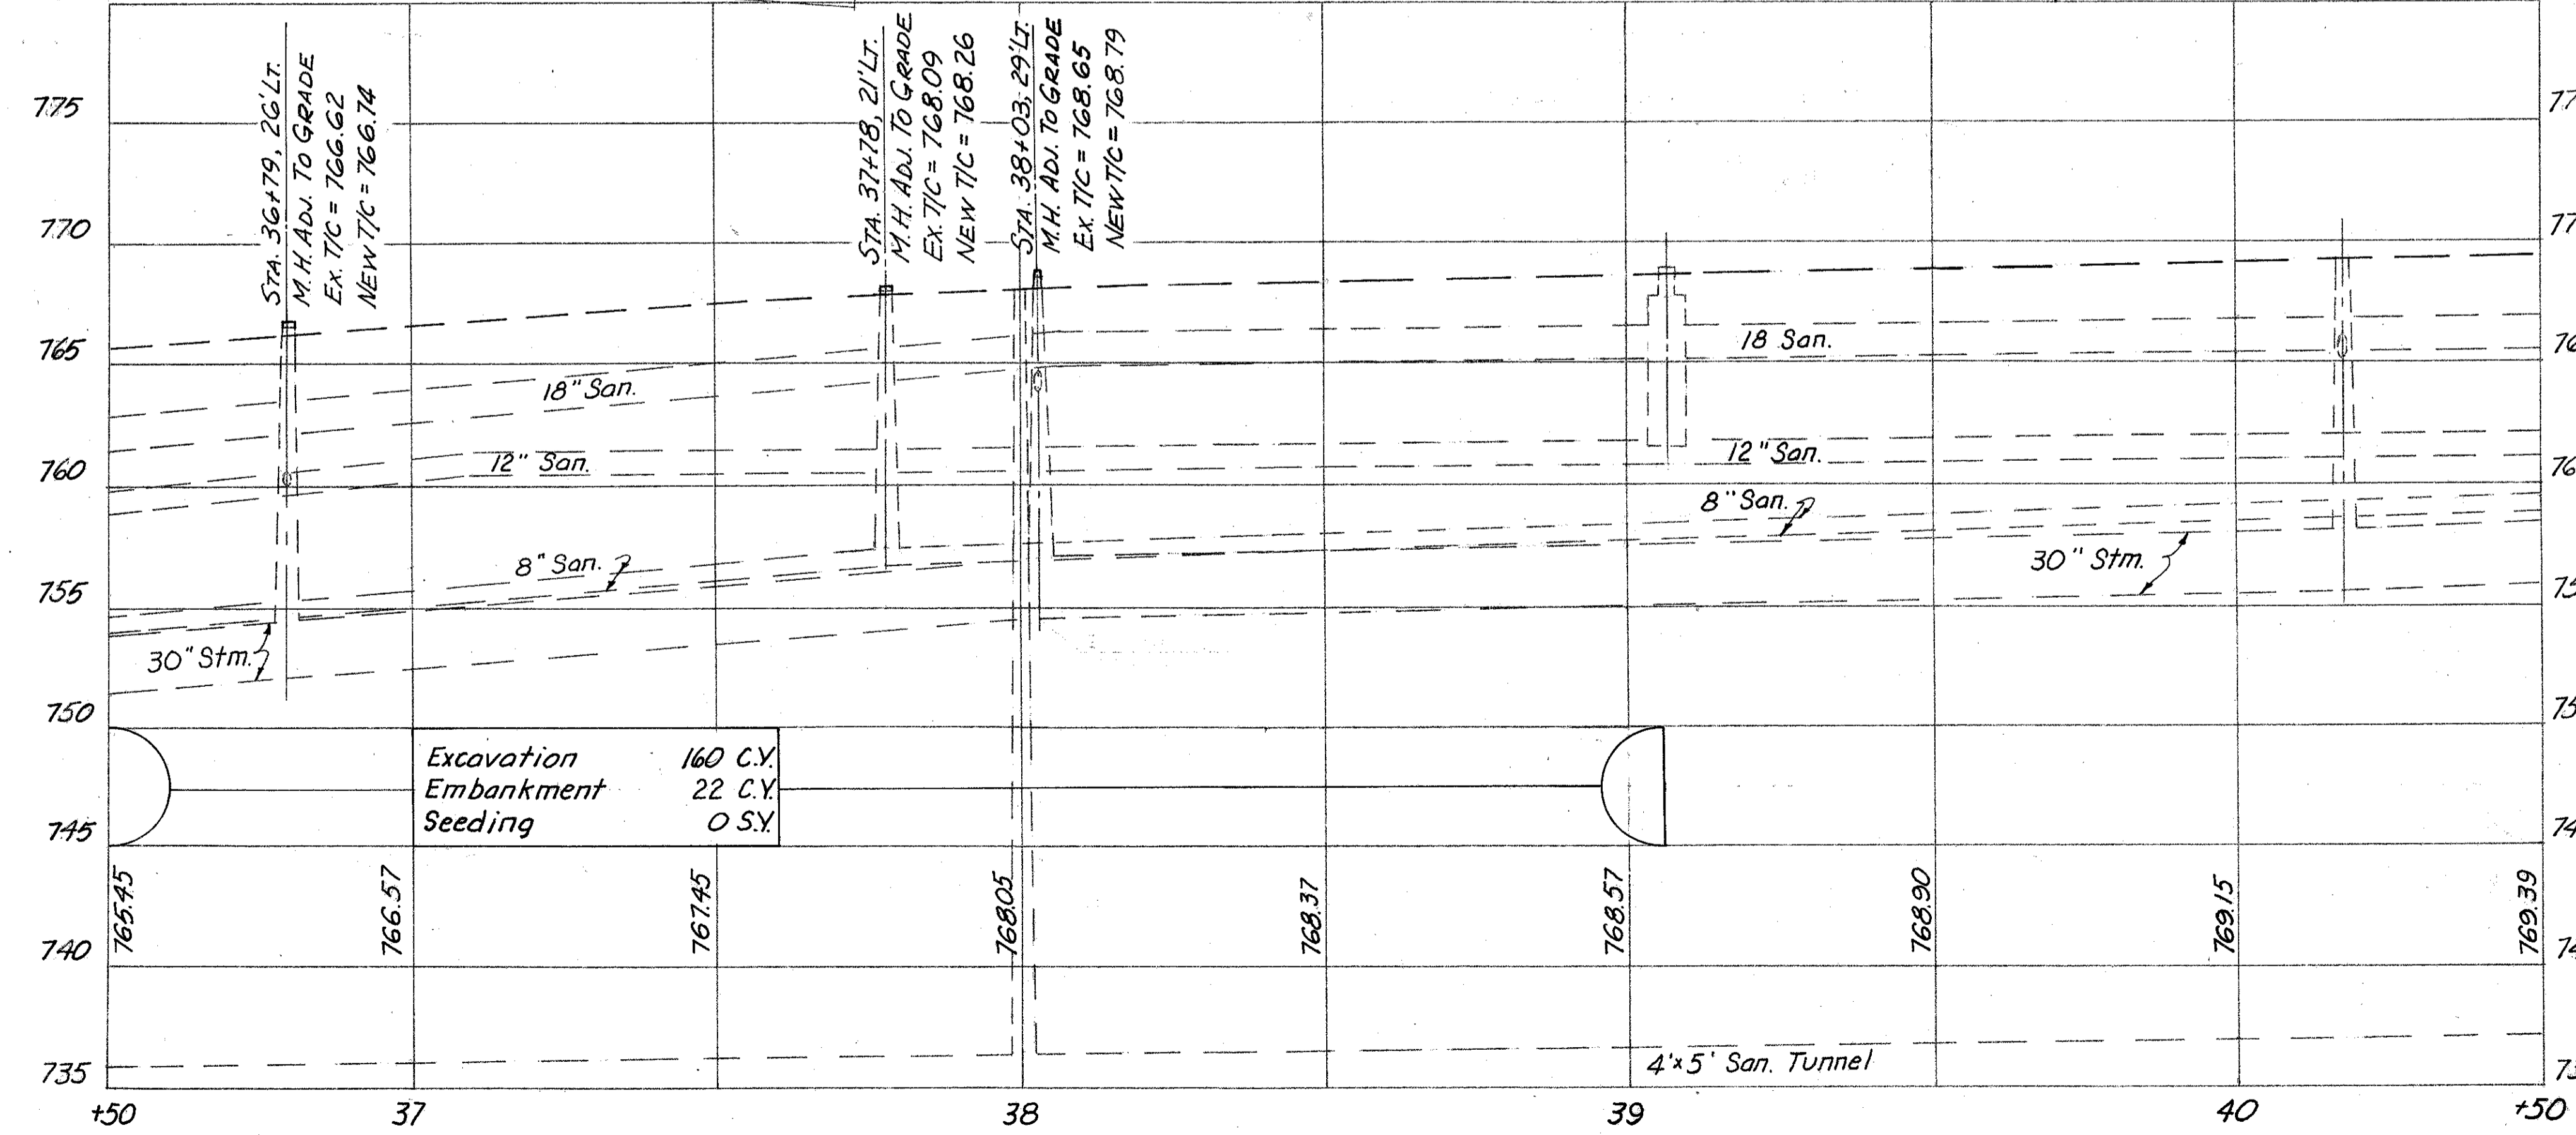 STA. 36+79, 26' LT.
M.H. ADJ. TO GRADE
EX. T/C = 766.62
NEW T/C = 766.74
STA. 37+78, 21' LT.
M.H. ADJ. TO GRADE
EX. T/C = 768.09
NEW T/C = 768.26
STA. 38+03, 29' LT.
M.H. ADJ. TO GRADE
EX. T/C = 768.65
NEW T/C = 768.79
775
770
765
760
755
750
745
740
735
18" San.
18 San.
12" San.
12" San.
8" San.
8" San.
30" Stm.
30" Stm.
Excavation 160 C.Y.
Embankment 22 C.Y.
Seeding 0 S.Y.
765.45
766.57
767.45
768.05
768.37
768.57
768.90
769.15
769.39
4'x5' San. Tunnel
+50 37 38 39 40 +50